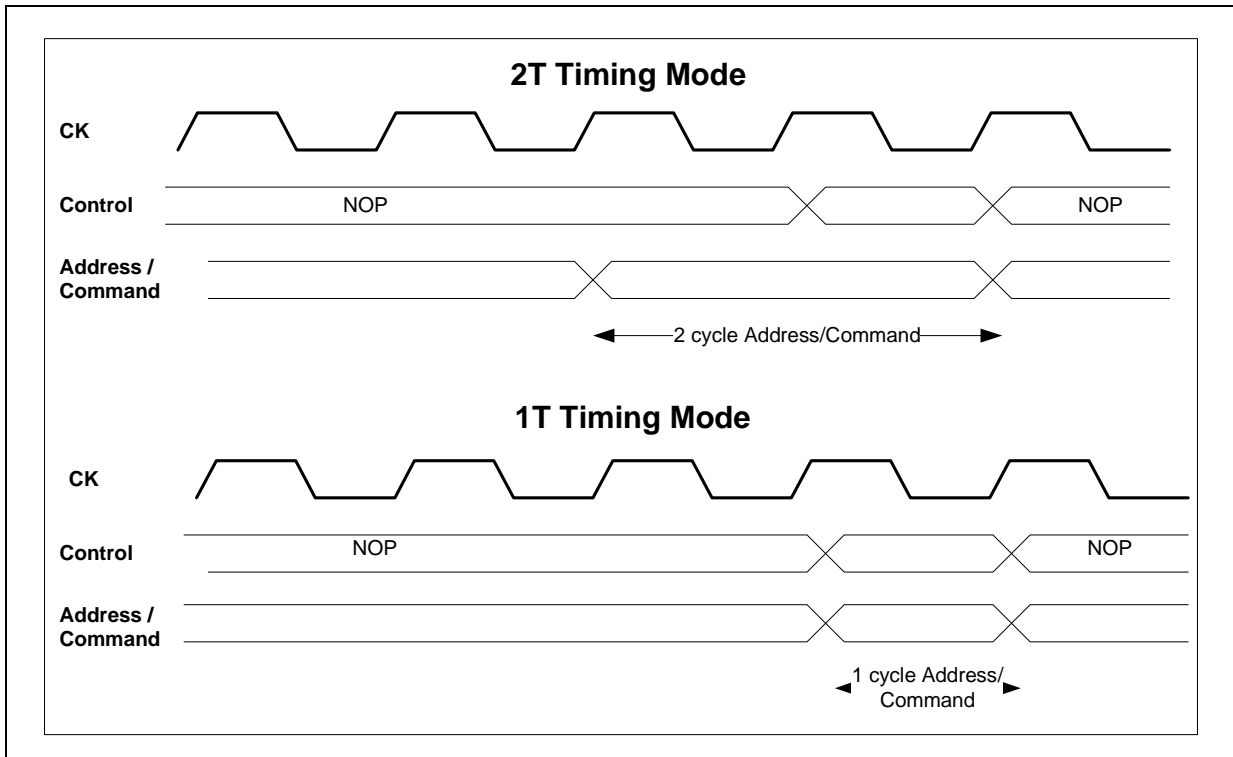 2T Timing Mode
CK
Control
NOP
NOP
Address /
Command
2 cycle Address/Command
1T Timing Mode
CK
Control
NOP
NOP
Address /
Command
1 cycle Address/
Command